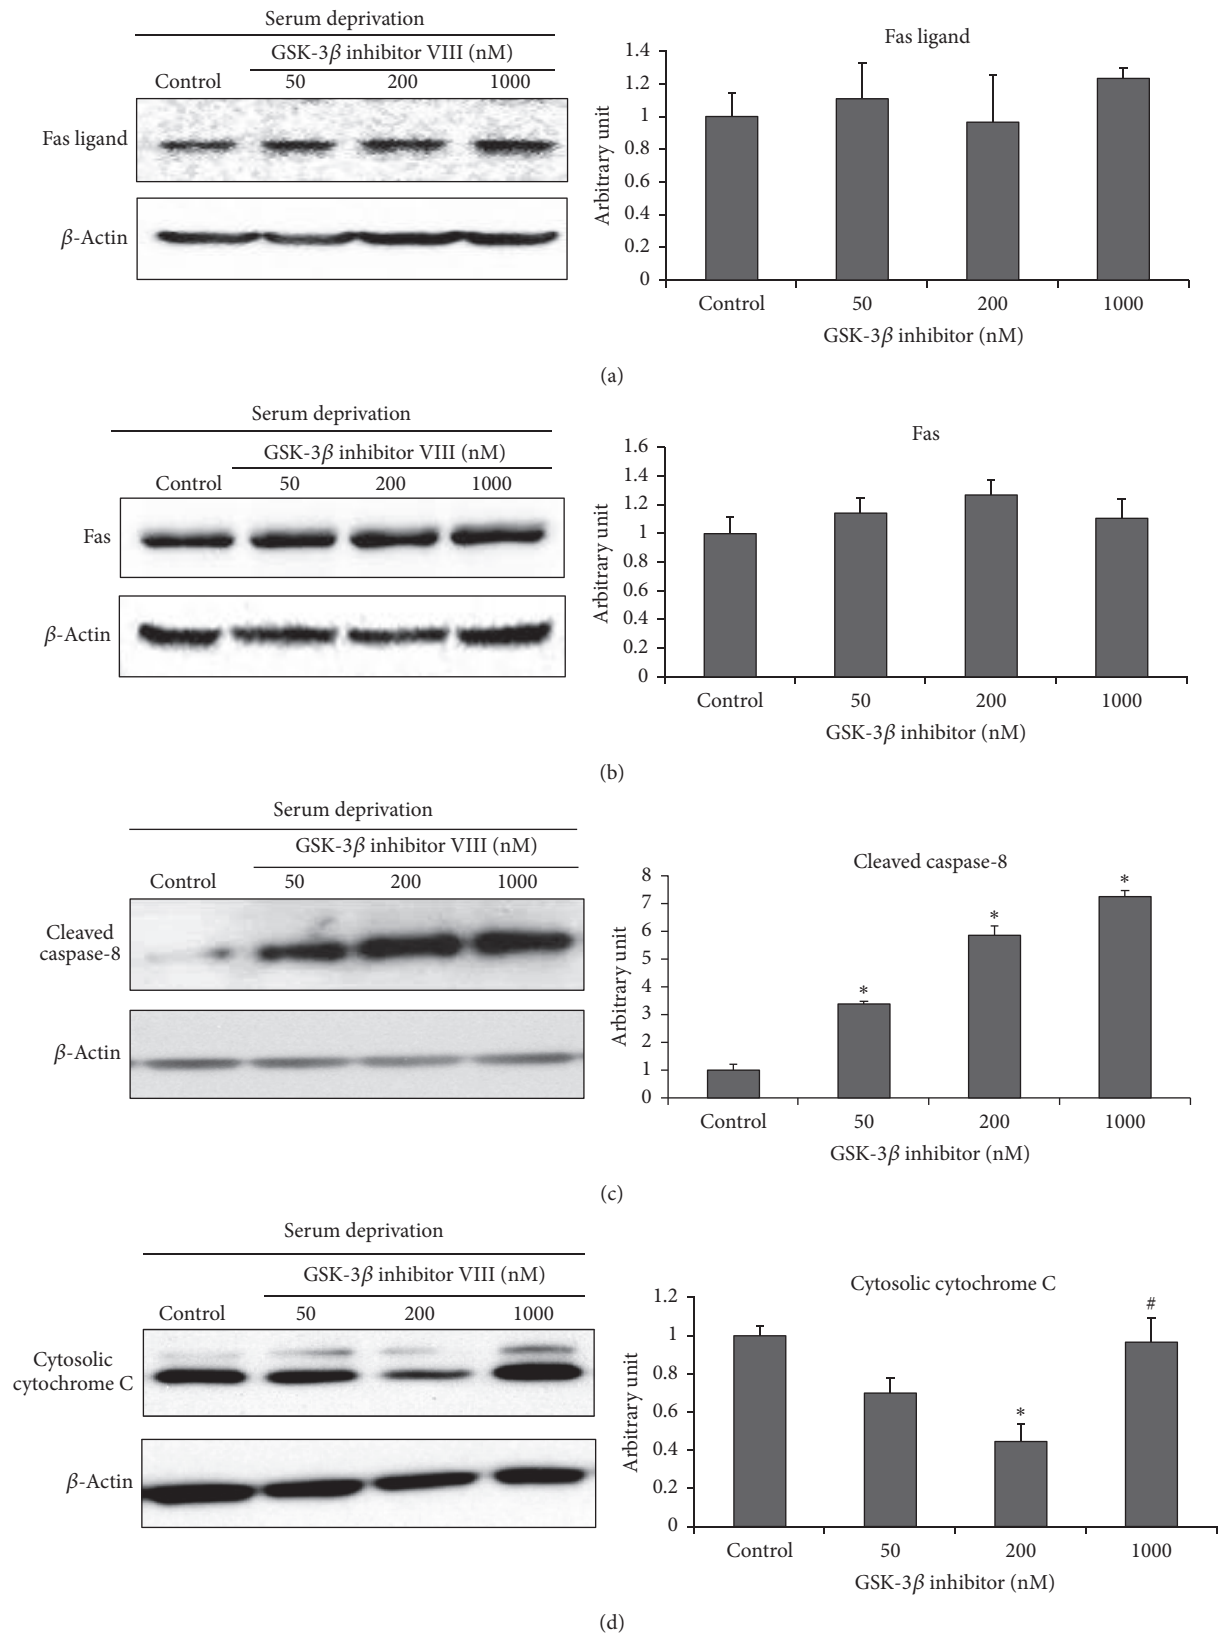 Serum deprivation
GSK-3β inhibitor VIII (nM)
Control 50 200 1000
Fas ligand
β-Actin
Fas ligand
1.4
1.2
1
0.8
0.6
0.4
0.2
0
Arbitrary unit
Control 50 200 1000
GSK-3β inhibitor (nM)
(a)
Serum deprivation
GSK-3β inhibitor VIII (nM)
Control 50 200 1000
Fas
β-Actin
Fas
1.6
1.4
1.2
1
0.8
0.6
0.4
0.2
0
Arbitrary unit
Control 50 200 1000
GSK-3β inhibitor (nM)
(b)
Serum deprivation
GSK-3β inhibitor VIII (nM)
Control 50 200 1000
Cleaved
caspase-8
β-Actin
Cleaved caspase-8
8
7
6
5
4
3
2
1
0
Arbitrary unit
* * *
Control 50 200 1000
GSK-3β inhibitor (nM)
(c)
Serum deprivation
GSK-3β inhibitor VIII (nM)
Control 50 200 1000
Cytosolic
cytochrome C
β-Actin
Cytosolic cytochrome C
1.2
1
0.8
0.6
0.4
0.2
0
Arbitrary unit
* #
Control 50 200 1000
GSK-3β inhibitor (nM)
(d)